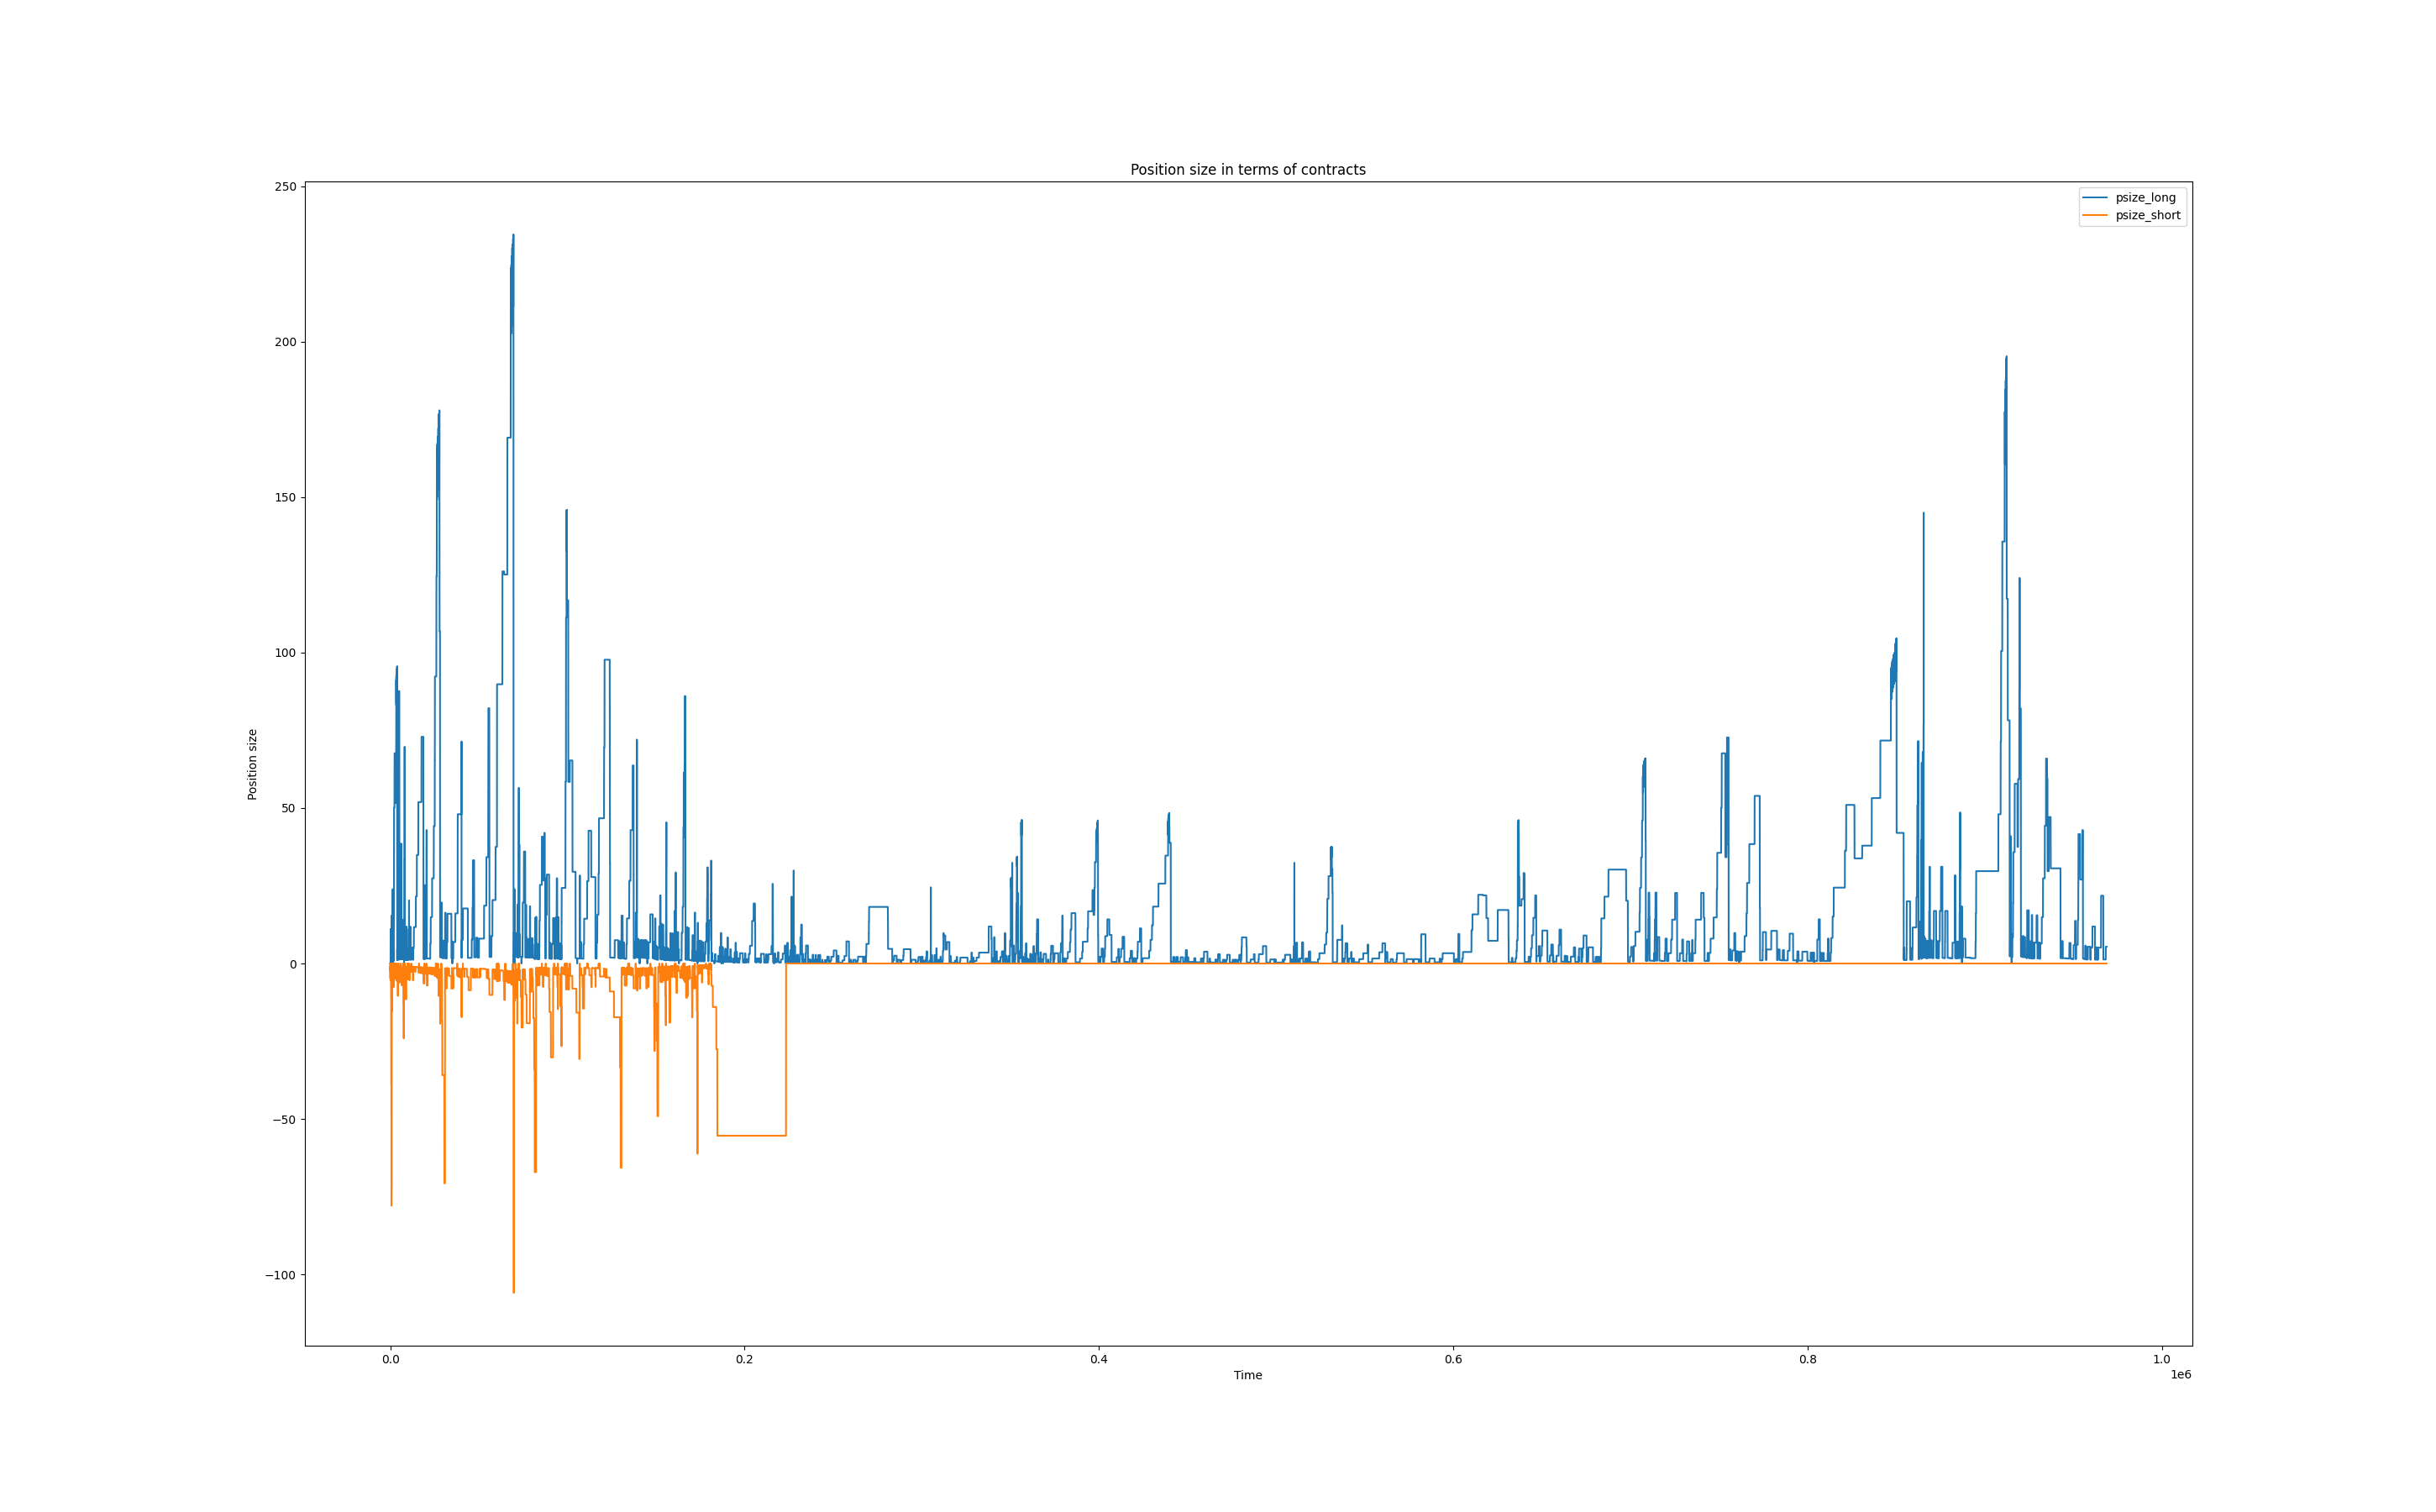 Position size in terms of contracts
psize_long
psize_short
250
200
150
100
50
0
−50
−100
Position size
0.0
0.2
0.4
0.6
0.8
1.0
1e6
Time